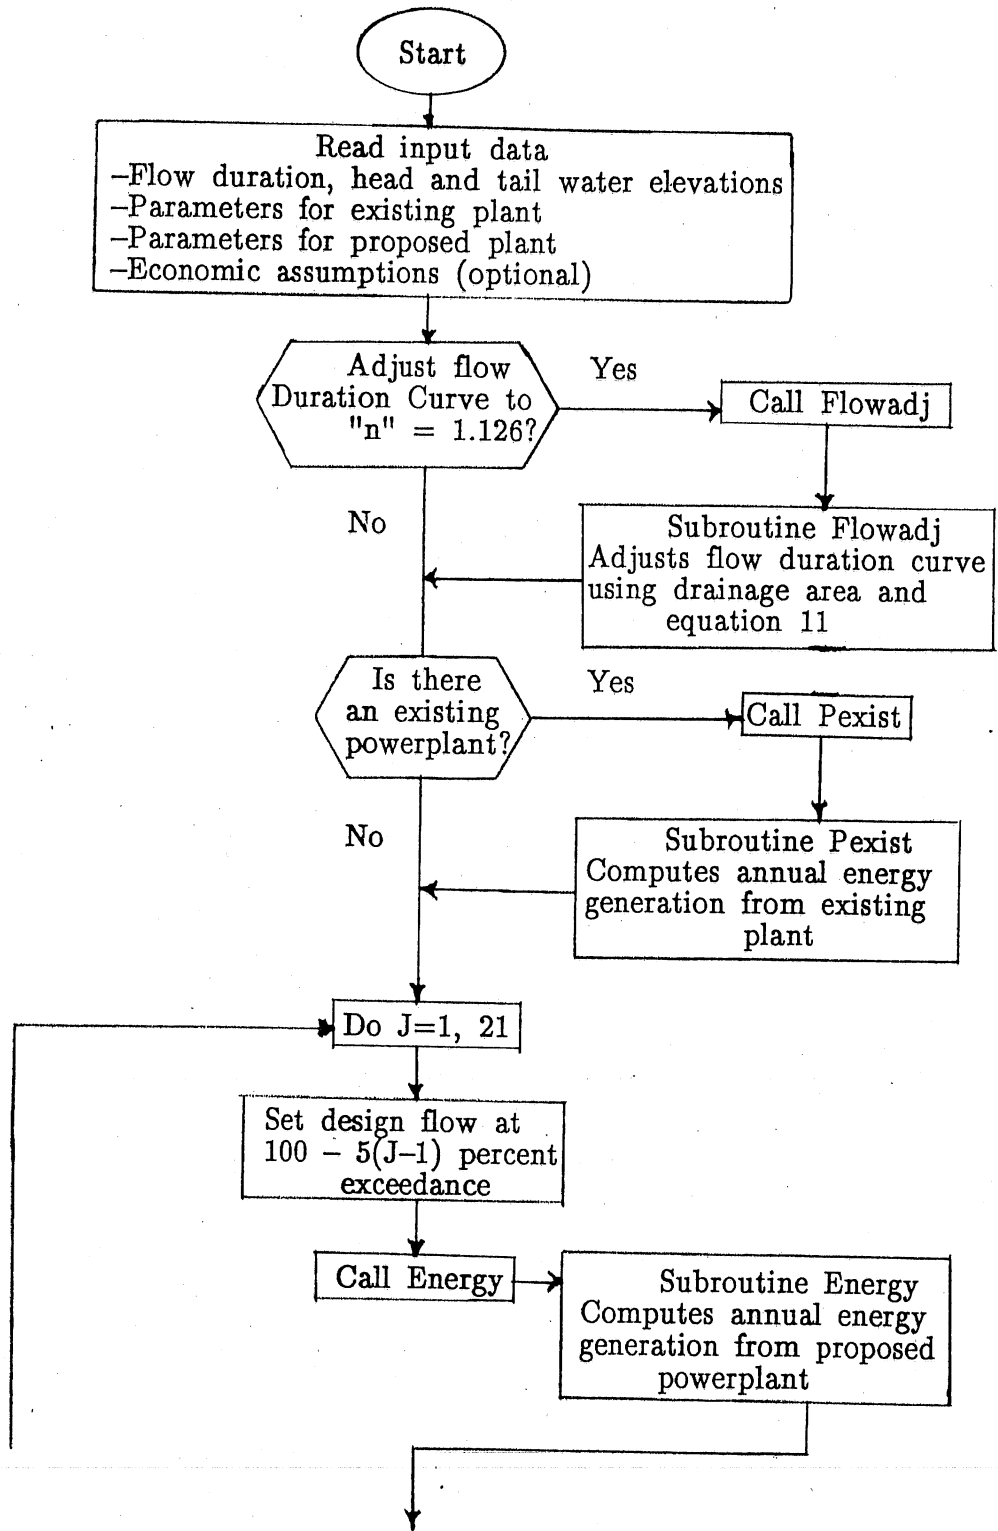 Start
Read input data
–Flow duration, head and tail water elevations
–Parameters for existing plant
–Parameters for proposed plant
–Economic assumptions (optional)
Adjust flow
Duration Curve to
"n" = 1.126?
Yes
Call Flowadj
No
Subroutine Flowadj
Adjusts flow duration curve
using drainage area and
equation 11
Is there
an existing
powerplant?
Yes
Call Pexist
No
Subroutine Pexist
Computes annual energy
generation from existing
plant
Do J=1, 21
Set design flow at
100 – 5(J–1) percent
exceedance
Call Energy
Subroutine Energy
Computes annual energy
generation from proposed
powerplant